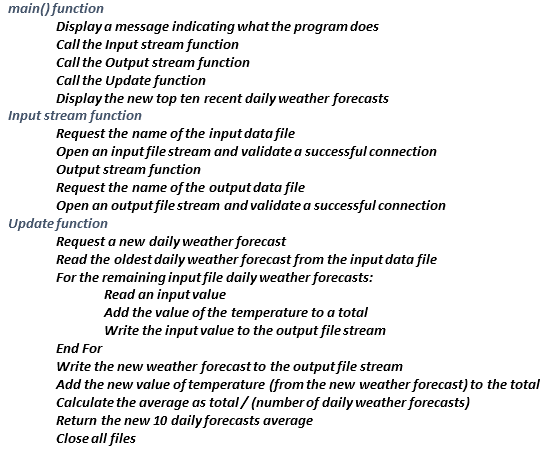 main() function
Display a message indicating what the program does
Call the Input stream function
Call the Output stream function
Call the Update function
Display the new top ten recent daily weather forecasts
Input stream function
Request the name of the input data file
Open an input file stream and validate a successful connection
Output stream function
Request the name of the output data file
Open an output file stream and validate a successful connection
Update function
Request a new daily weather forecast
Read the oldest daily weather forecast from the input data file
For the remaining input file daily weather forecasts:
Read an input value
Add the value of the temperature to a total
Write the input value to the output file stream
End For
Write the new weather forecast to the output file stream
Add the new value of temperature (from the new weather forecast) to the total
Calculate the average as total / (number of daily weather forecasts)
Return the new 10 daily forecasts average
Close all files